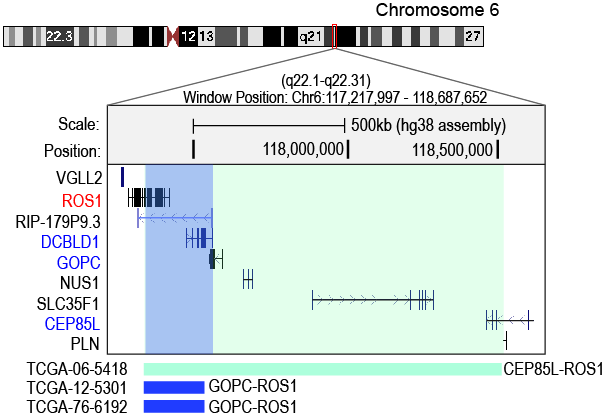 Chromosome 6
22.3 12 13 q21 27
(q22.1-q22.31)
Window Position: Chr6:117,217,997 - 118,687,652
Scale: 500kb (hg38 assembly)
Position: 118,000,000 118,500,000
VGLL2
ROS1
RIP-179P9.3
DCBLD1
GOPC
NUS1
SLC35F1
CEP85L
PLN
TCGA-06-5418 CEP85L-ROS1
TCGA-12-5301 GOPC-ROS1
TCGA-76-6192 GOPC-ROS1